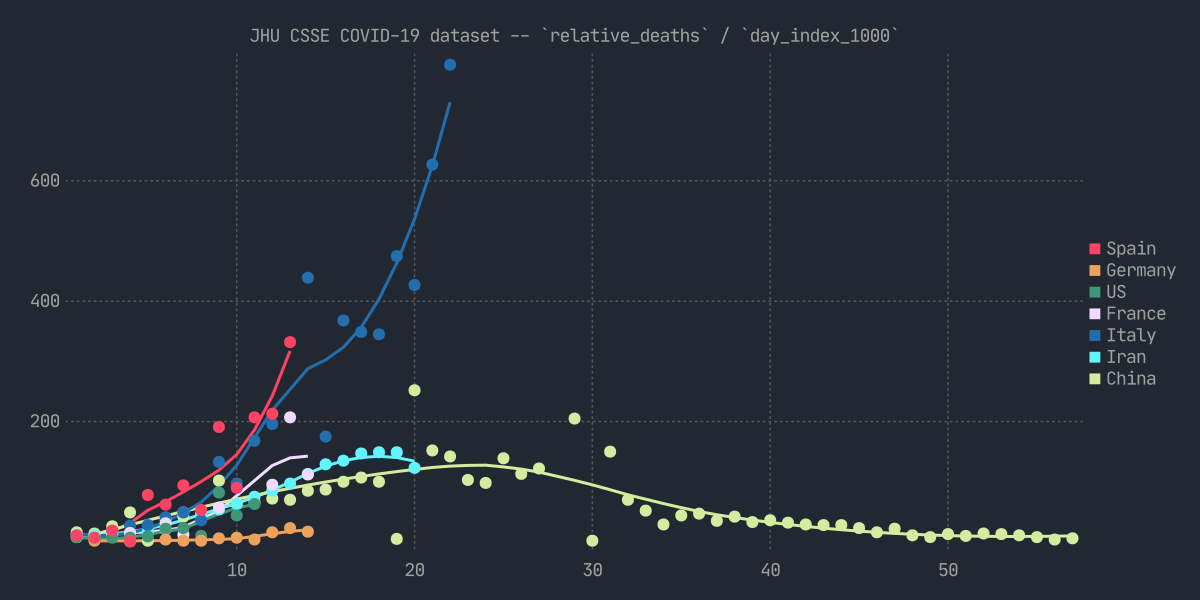 JHU CSSE COVID-19 dataset -- `relative_deaths` / `day_index_1000`
600
400
200
10 20 30 40 50
Spain
Germany
US
France
Italy
Iran
China